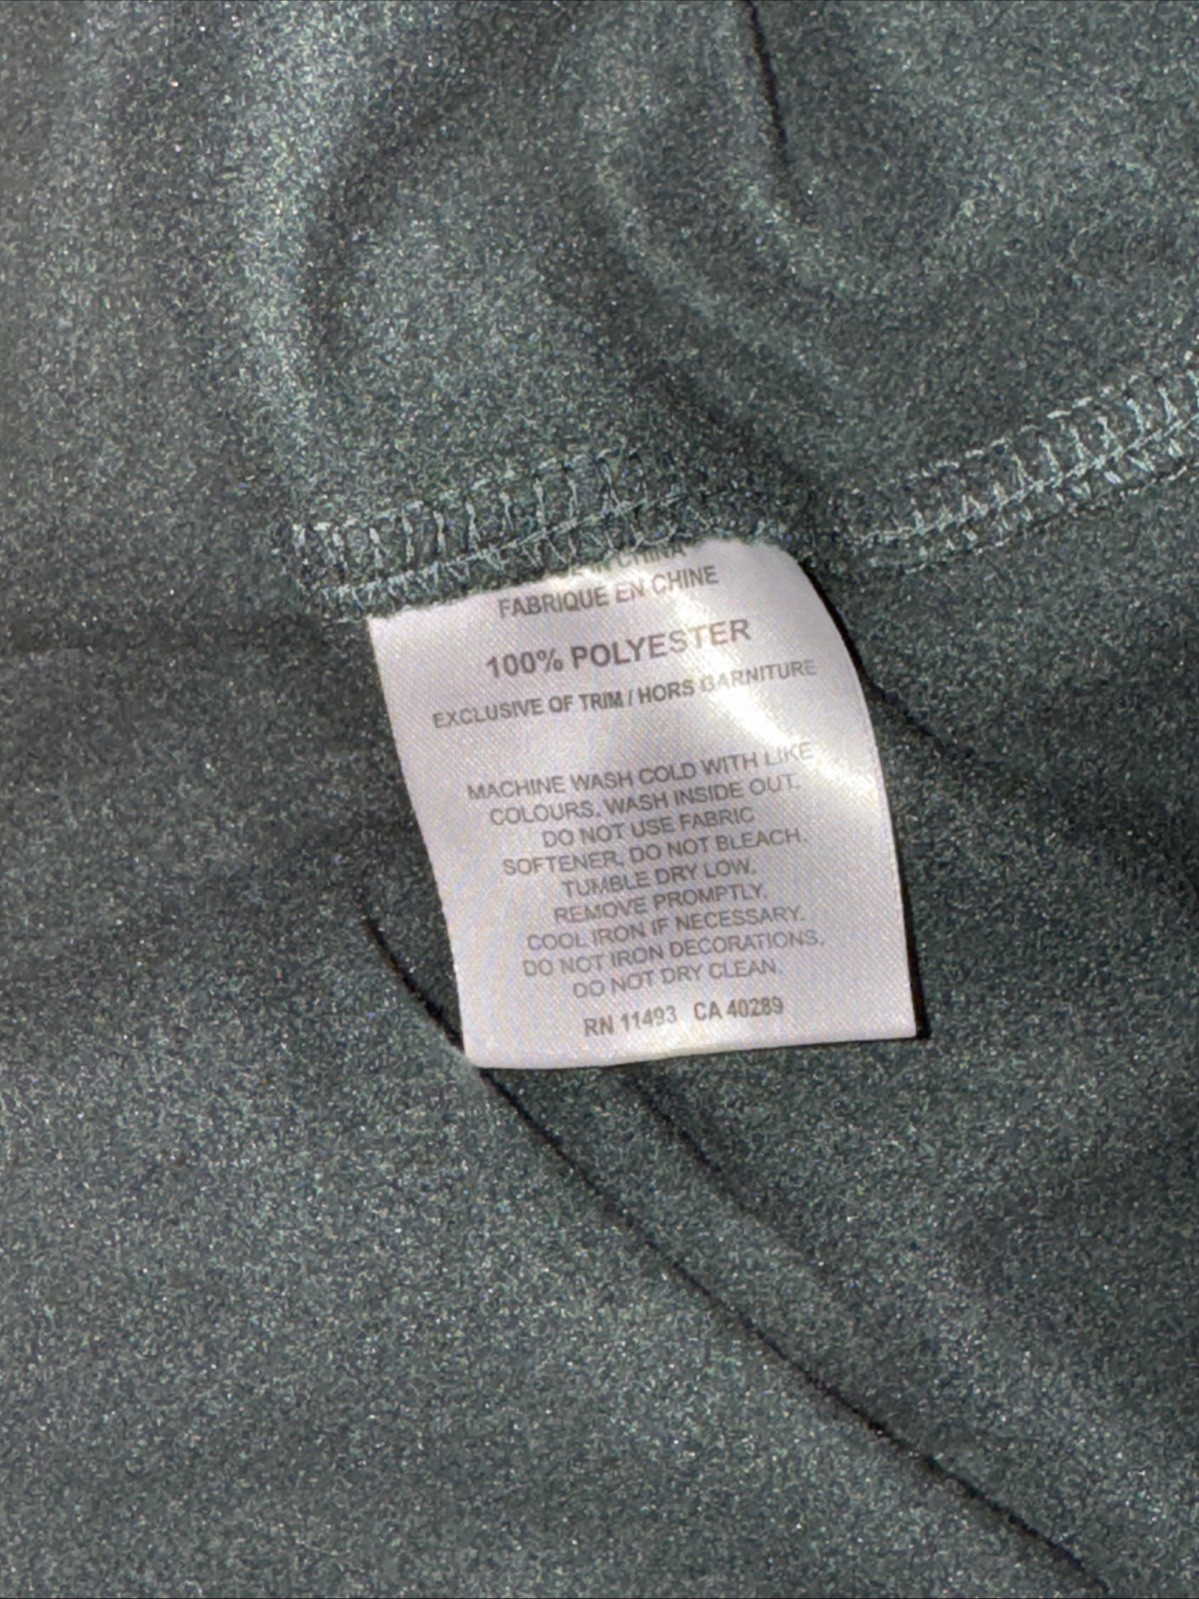 IN CHINA
FABRIQUE EN CHINE
100% POLYESTER
EXCLUSIVE OF TRIM / HORS GARNITURE
MACHINE WASH COLD WITH LIKE
COLOURS, WASH INSIDE OUT.
DO NOT USE FABRIC
SOFTENER, DO NOT BLEACH.
TUMBLE DRY LOW.
REMOVE PROMPTLY.
COOL IRON IF NECESSARY.
DO NOT IRON DECORATIONS.
DO NOT DRY CLEAN.
RN 11493 CA 40289